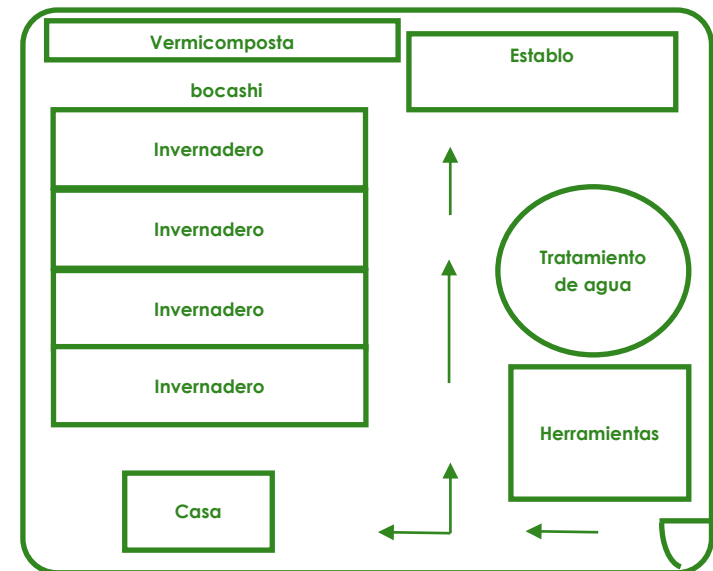 Vermicomposta
Establo
bocashi
Invernadero
Invernadero
Invernadero
Invernadero
Tratamiento
de agua
Herramientas
Casa